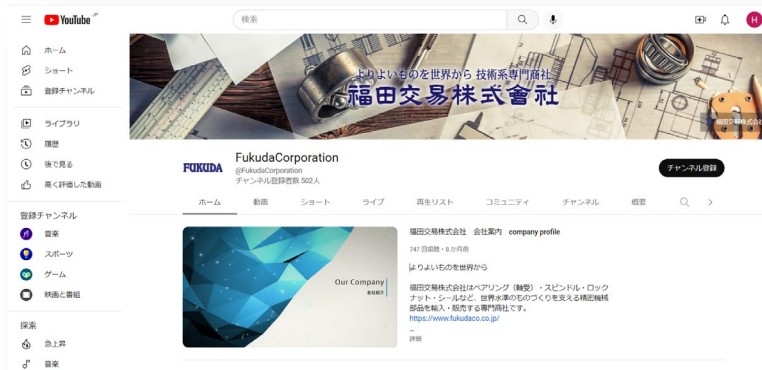 YouTube JP
検索
H
ホーム
ショート
登録チャンネル
ライブラリ
履歴
後で見る
高く評価した動画
登録チャンネル
音楽
スポーツ
ゲーム
映画と番組
探索
急上昇
音楽
よりよいものを世界から 技術系専門商社
福田交易株式會社
福田交易株式会社
FUKUDA
FukudaCorporation
@FukudaCorporation
チャンネル登録者数 502人
チャンネル登録
ホーム 動画 ショート ライブ 再生リスト コミュニティ チャンネル 概要
Our Company
会社紹介
福田交易株式会社 会社案内 company profile
747 回視聴・8 か月前
よりよいものを世界から
福田交易株式会社はベアリング（軸受）・スピンドル・ロック
ナット・シールなど、世界水準のものづくりを支える精密機械
部品を輸入・販売する専門商社です。
https://www.fukudaco.co.jp/
...
詳細